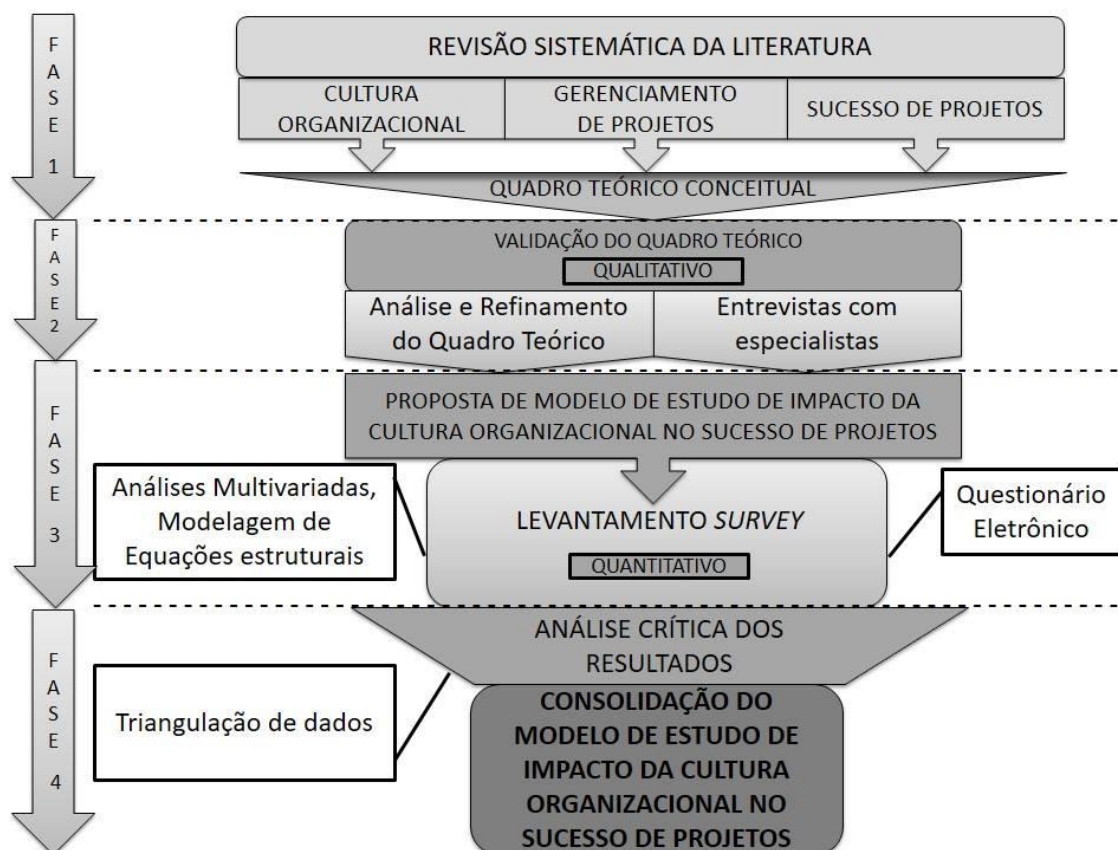 FASE 1
REVISÃO SISTEMÁTICA DA LITERATURA
CULTURA
ORGANIZACIONAL
GERENCIAMENTO
DE PROJETOS
SUCESSO DE PROJETOS
QUADRO TEÓRICO CONCEITUAL
FASE 2
VALIDAÇÃO DO QUADRO TEÓRICO
QUALITATIVO
Análise e Refinamento
do Quadro Teórico
Entrevistas com
especialistas
FASE 3
PROPOSTA DE MODELO DE ESTUDO DE IMPACTO DA
CULTURA ORGANIZACIONAL NO SUCESSO DE PROJETOS
Análises Multivariadas,
Modelagem de
Equações estruturais
LEVANTAMENTO SURVEY
QUANTITATIVO
Questionário
Eletrônico
FASE 4
ANÁLISE CRÍTICA DOS
RESULTADOS
Triangulação de dados
CONSOLIDAÇÃO DO
MODELO DE ESTUDO DE
IMPACTO DA CULTURA
ORGANIZACIONAL NO
SUCESSO DE PROJETOS